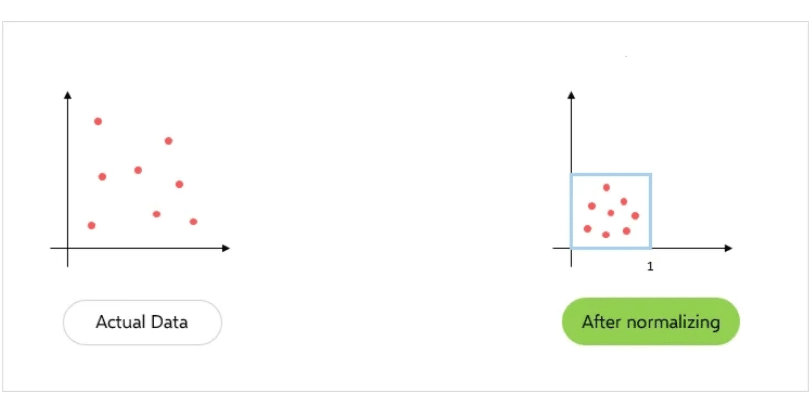 1
Actual Data
After normalizing